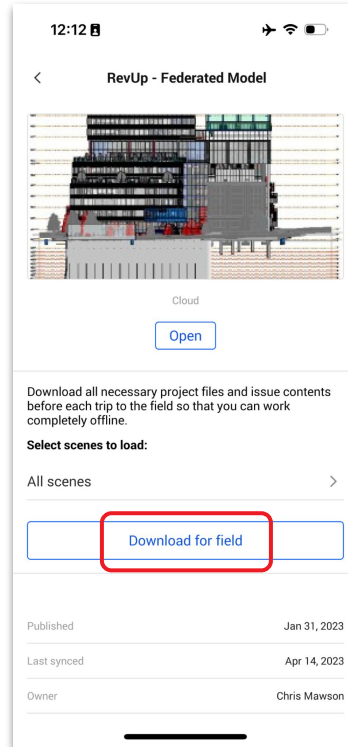 12:12
RevUp - Federated Model
Cloud
Open
Download all necessary project files and issue contents
before each trip to the field so that you can work
completely offline.
Select scenes to load:
All scenes
Download for field
Published Jan 31, 2023
Last synced Apr 14, 2023
Owner Chris Mawson